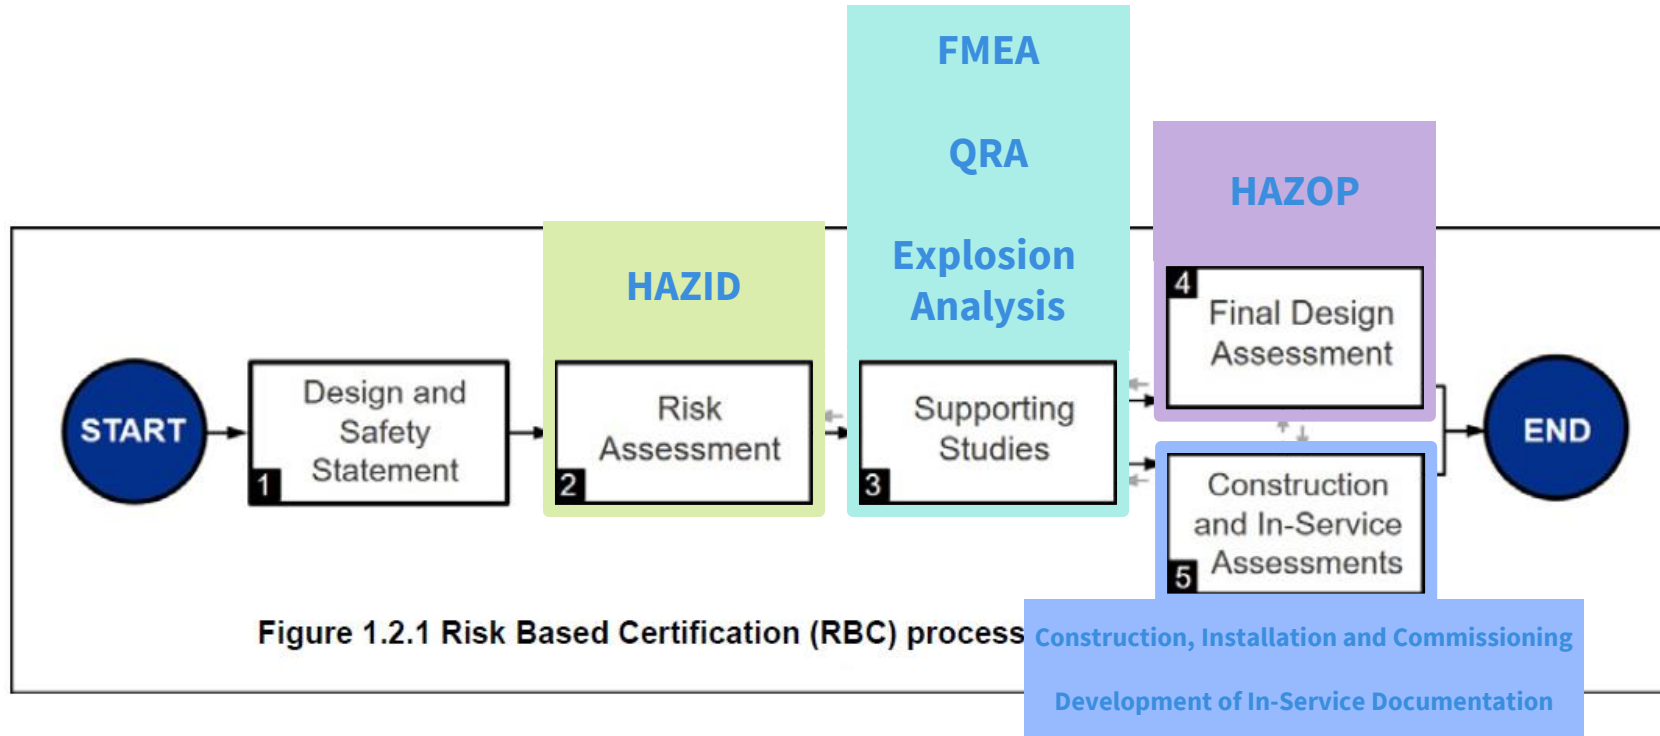 FMEA
QRA
Explosion
Analysis
HAZOP
HAZID
4
Final Design
Assessment
START
Design and
Safety
Statement
1
Risk
Assessment
2
Supporting
Studies
3
END
Construction
and In-Service
Assessments
5
Figure 1.2.1 Risk Based Certification (RBC) process
Construction, Installation and Commissioning
Development of In-Service Documentation